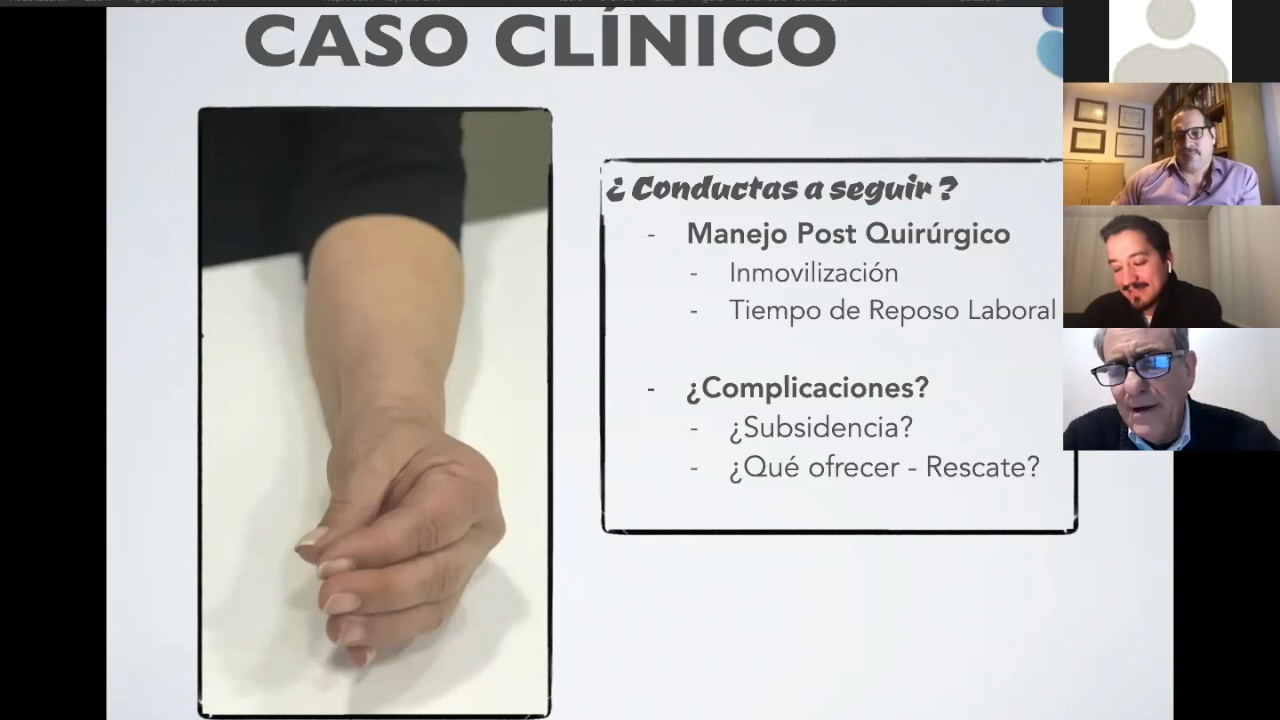 CASO CLÍNICO
¿Conductas a seguir?
- Manejo Post Quirúrgico
- Inmovilización
- Tiempo de Reposo Laboral
- ¿Complicaciones?
- ¿Subsidencia?
- ¿Qué ofrecer - Rescate?